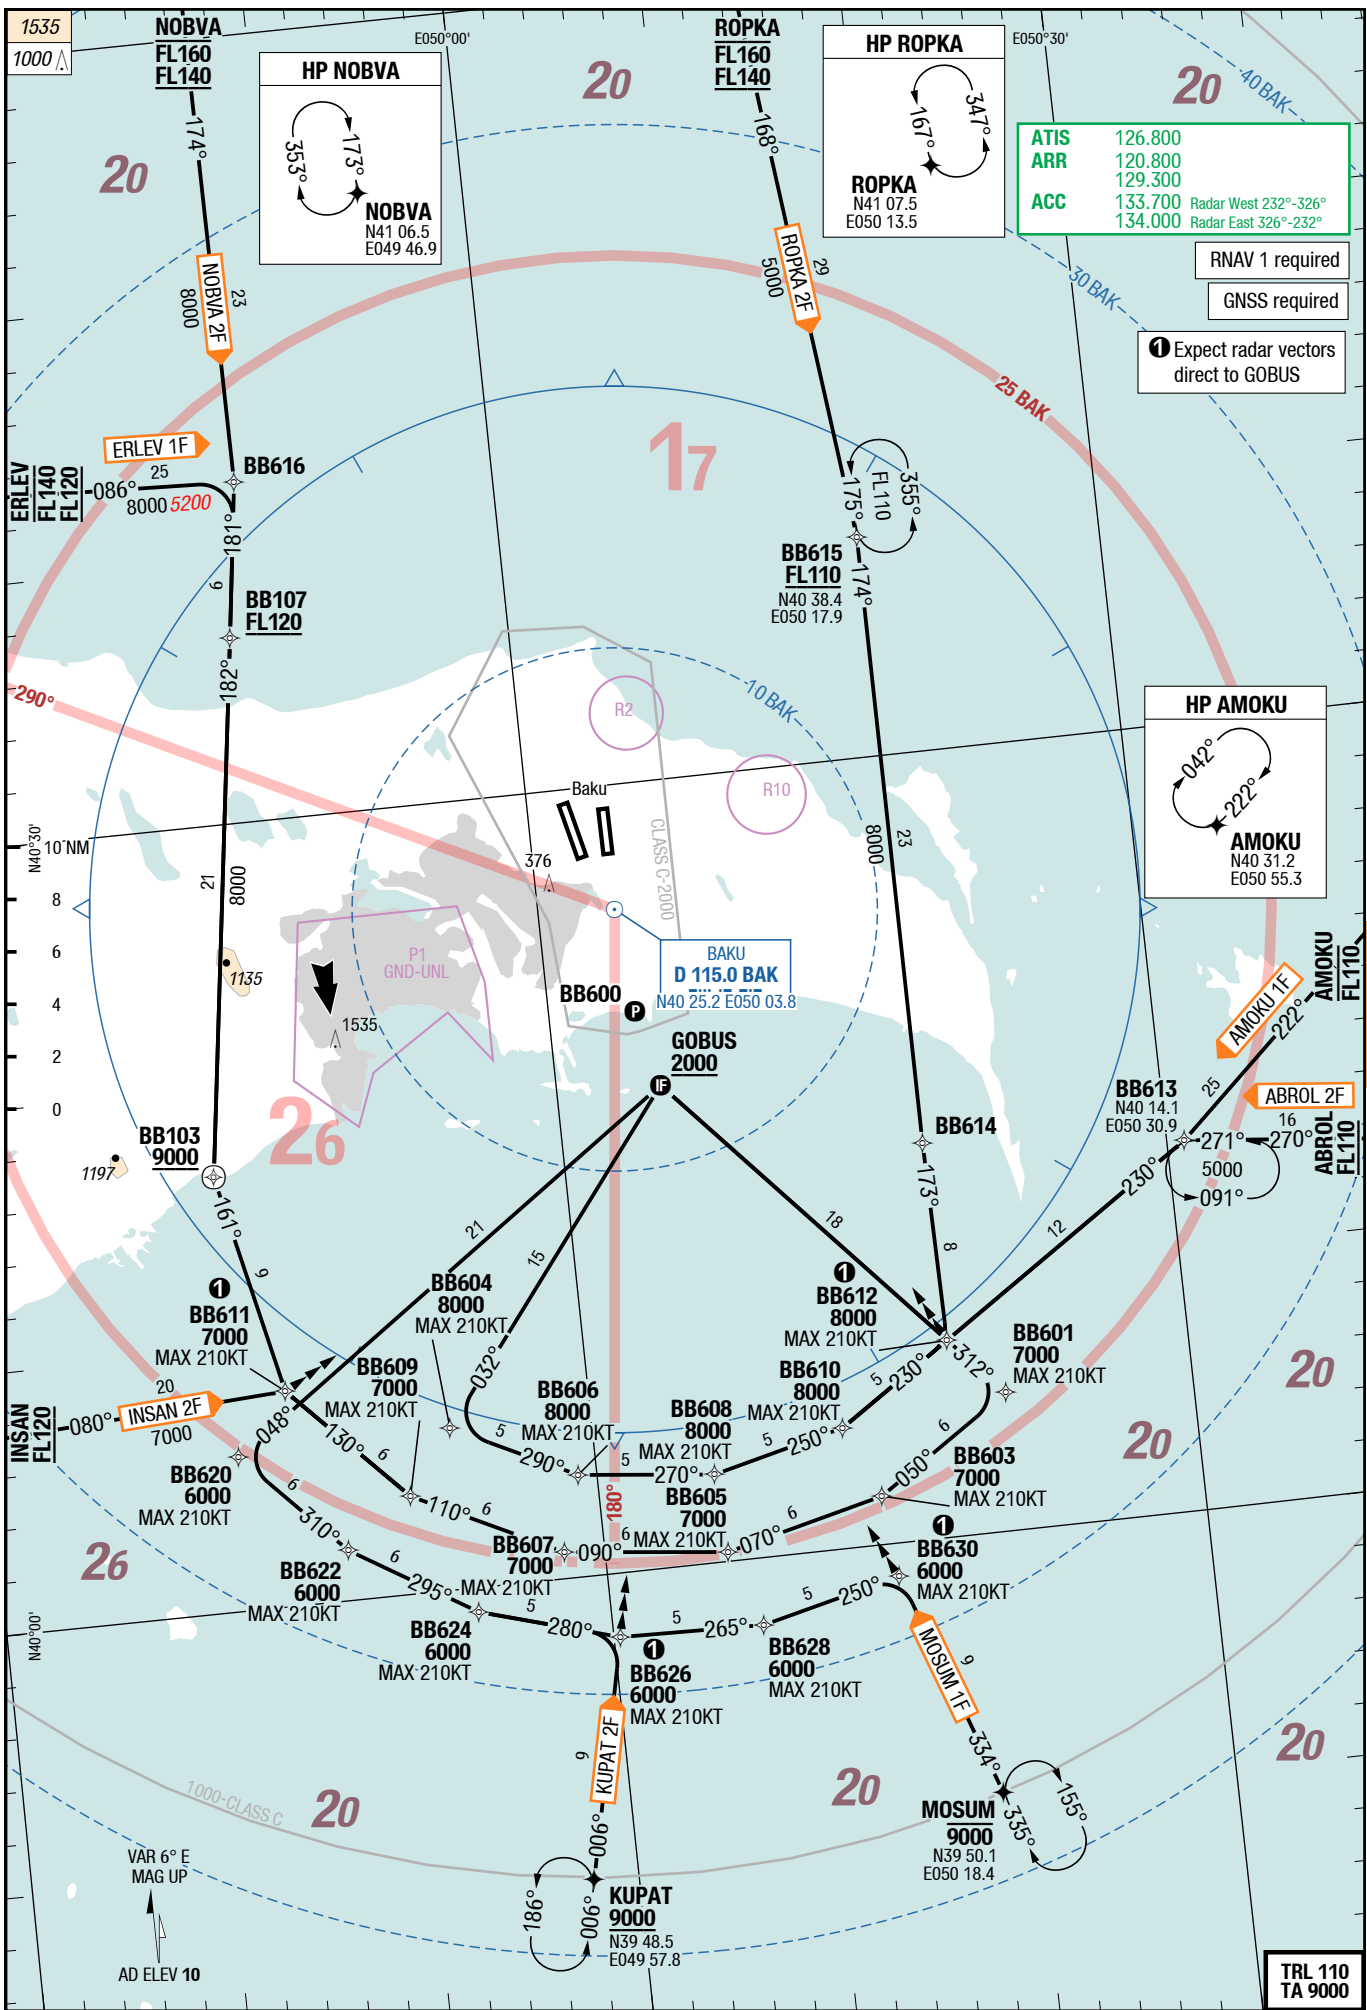 1535
1000
NOBVA
FL160
FL140
E050°00'
ROPKA
FL160
FL140
E050°30'
HP NOBVA
353°
173°
NOBVA
N41 06.5
E049 46.9
HP ROPKA
167°
347°
ROPKA
N41 07.5
E050 13.5
20
20
20
40 BAK
ATIS 126.800
ARR 120.800
129.300
ACC 133.700 Radar West 232°-326°
134.000 Radar East 326°-232°
RNAV 1 required
GNSS required
1 Expect radar vectors
direct to GOBUS
30 BAK
25 BAK
174°
NOBVA 2F
23
8000
168°
ROPKA 2F
29
5000
17
ERLEV 1F
ERLEV
FL140
FL120
086°
25
8000 5200
BB616
181°
6
BB107
FL120
182°
175°
FL110
355°
BB615
FL110
N40 38.4
E050 17.9
174°
290°
R2
10 BAK
R10
Baku
CLASS C-2000
376
23
8000
HP AMOKU
042°
222°
AMOKU
N40 31.2
E050 55.3
N40°30'
10 NM
8
6
4
2
0
21
8000
1135
P1
GND-UNL
1535
BAKU
D 115.0 BAK
N40 25.2 E050 03.8
BB600
P
GOBUS
2000
IF
AMOKU
FL110
AMOKU 1F
222°
25
ABROL 2F
BB613
N40 14.1
E050 30.9
271°
16
270°
5000
091°
ABROL
FL110
26
BB103
9000
1197
161°
9
BB614
173°
8
230°
12
21
15
18
1
BB611
7000
MAX 210KT
BB604
8000
MAX 210KT
1
BB612
8000
MAX 210KT
312°
BB601
7000
MAX 210KT
20
INSAN
FL120
080°
20
INSAN 2F
7000
048°
BB609
7000
MAX 210KT
032°
BB606
8000
MAX 210KT
BB608
8000
MAX 210KT
BB610
8000
MAX 210KT
5
230°
130°
6
5
290°
5
270°
5
250°
20
BB620
6000
MAX 210KT
6
310°
110°
6
180°
BB605
7000
MAX 210KT
050°
6
BB603
7000
MAX 210KT
BB607
7000
MAX 210KT
090°
6
070°
6
26
BB622
6000
MAX 210KT
6
295°
1
BB630
6000
MAX 210KT
N40°00'
BB624
6000
MAX 210KT
5
280°
5
265°
5
250°
BB628
6000
MAX 210KT
1
BB626
6000
MAX 210KT
MOSUM 1F
9
KUPAT 2F
9
334°
1000-CLASS C
20
20
20
MOSUM
9000
N39 50.1
E050 18.4
335°
155°
006°
186°
006°
KUPAT
9000
N39 48.5
E049 57.8
VAR 6° E
MAG UP
AD ELEV 10
TRL 110
TA 9000